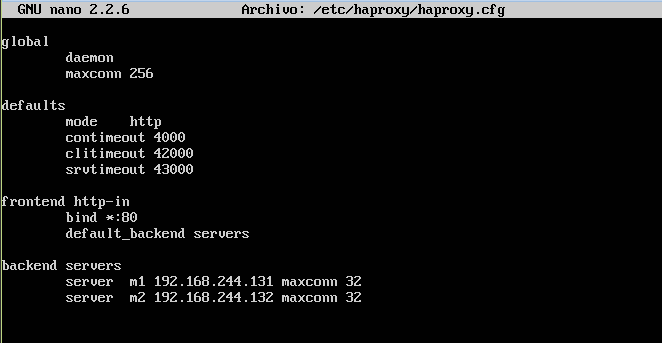 GNU nano 2.2.6 Archivo: /etc/haproxy/haproxy.cfg
global
daemon
maxconn 256
defaults
mode http
contimeout 4000
clitimeout 42000
srvtimeout 43000
frontend http-in
bind *:80
default_backend servers
backend servers
server m1 192.168.244.131 maxconn 32
server m2 192.168.244.132 maxconn 32